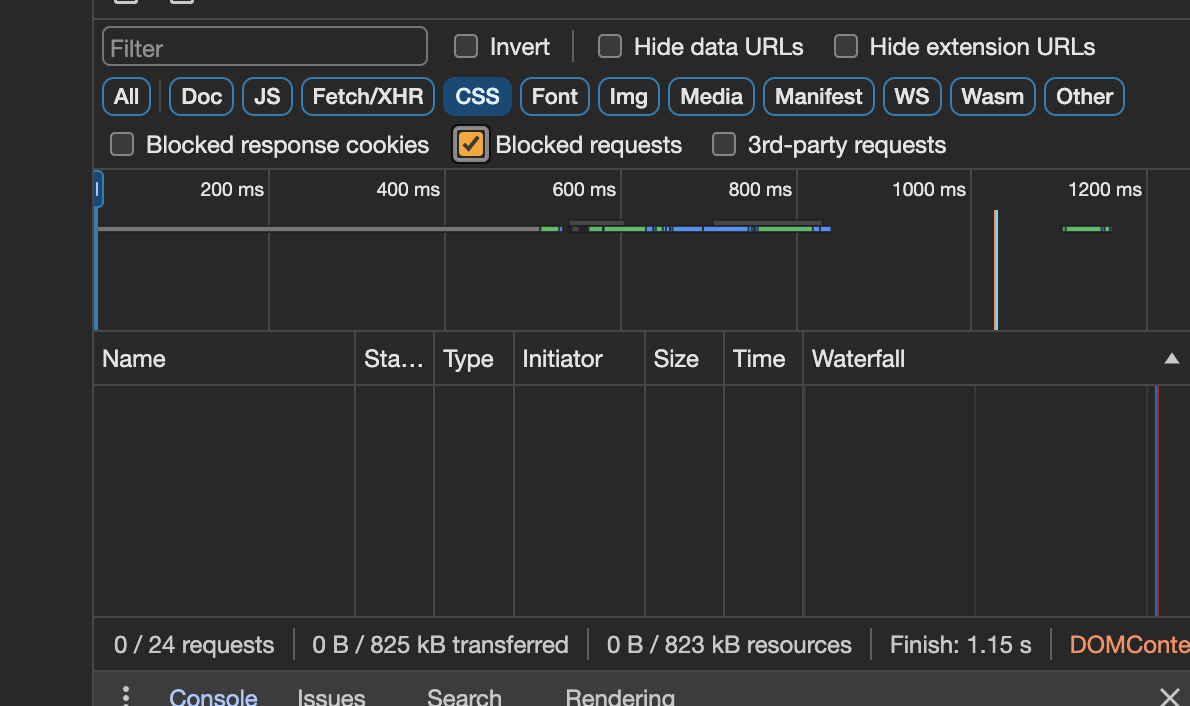 Filter Invert Hide data URLs Hide extension URLs
All Doc JS Fetch/XHR CSS Font Img Media Manifest WS Wasm Other
Blocked response cookies Blocked requests 3rd-party requests
200 ms 400 ms 600 ms 800 ms 1000 ms 1200 ms
Name Sta... Type Initiator Size Time Waterfall
0 / 24 requests 0 B / 825 kB transferred 0 B / 823 kB resources Finish: 1.15 s DOMConte
Console Issues Search Rendering